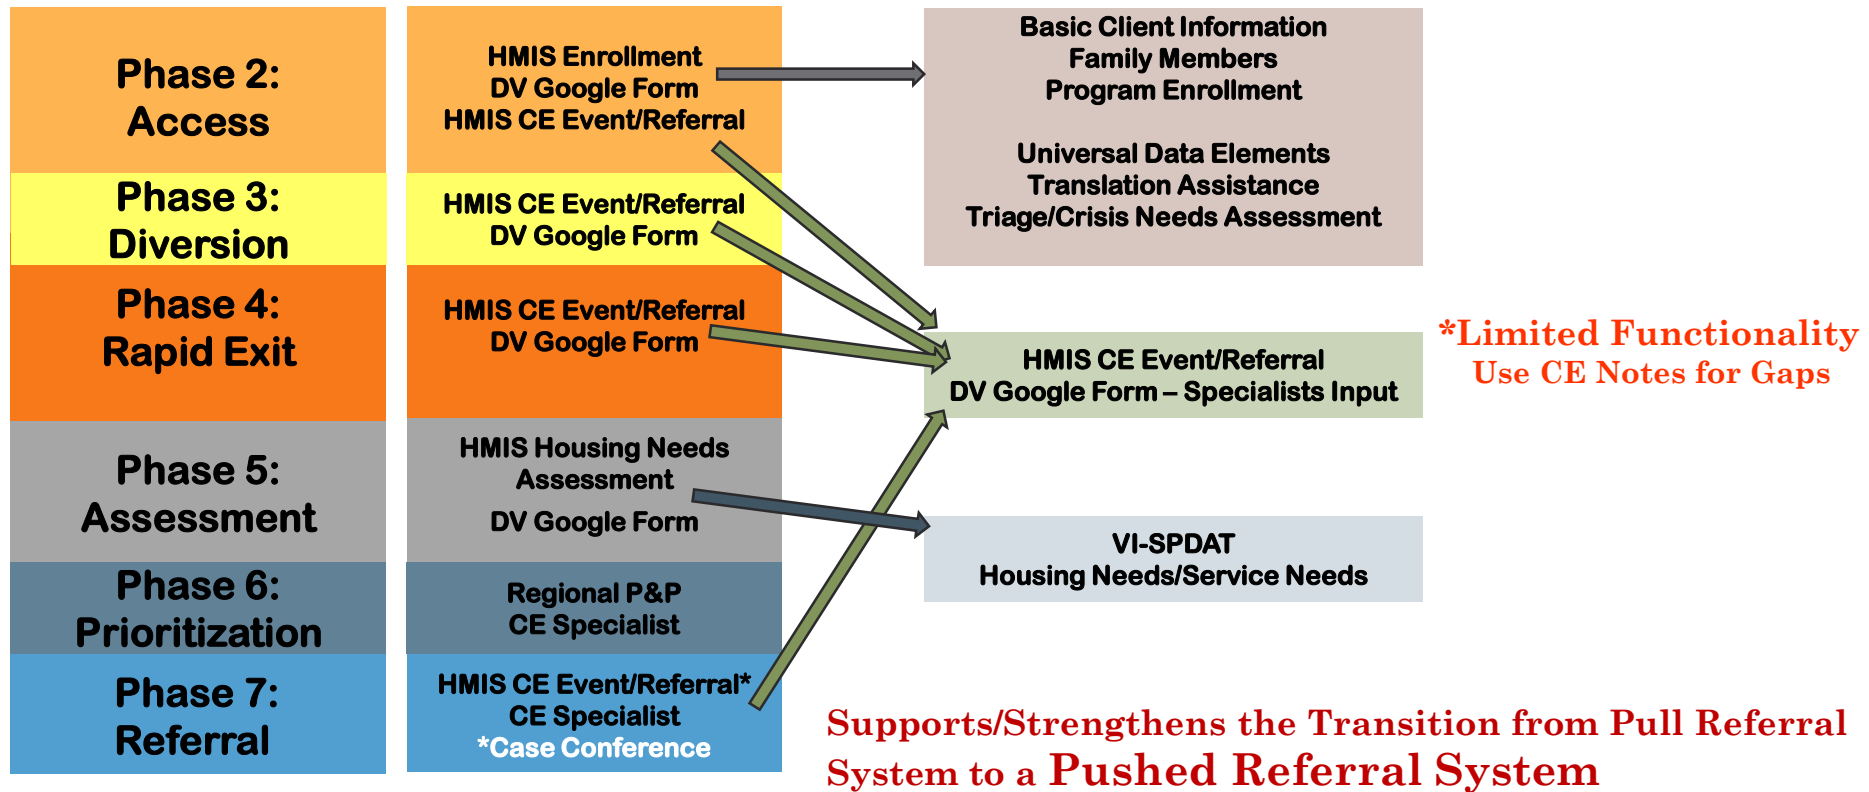 Phase 2:
Access
HMIS Enrollment
DV Google Form
HMIS CE Event/Referral
Basic Client Information
Family Members
Program Enrollment
Universal Data Elements
Translation Assistance
Triage/Crisis Needs Assessment
Phase 3:
Diversion
HMIS CE Event/Referral
DV Google Form
Phase 4:
Rapid Exit
HMIS CE Event/Referral
DV Google Form
HMIS CE Event/Referral
DV Google Form – Specialists Input
*Limited Functionality
Use CE Notes for Gaps
Phase 5:
Assessment
HMIS Housing Needs
Assessment
DV Google Form
VI-SPDAT
Housing Needs/Service Needs
Phase 6:
Prioritization
Regional P&P
CE Specialist
Phase 7:
Referral
HMIS CE Event/Referral*
CE Specialist
*Case Conference
Supports/Strengthens the Transition from Pull Referral
System to a Pushed Referral System